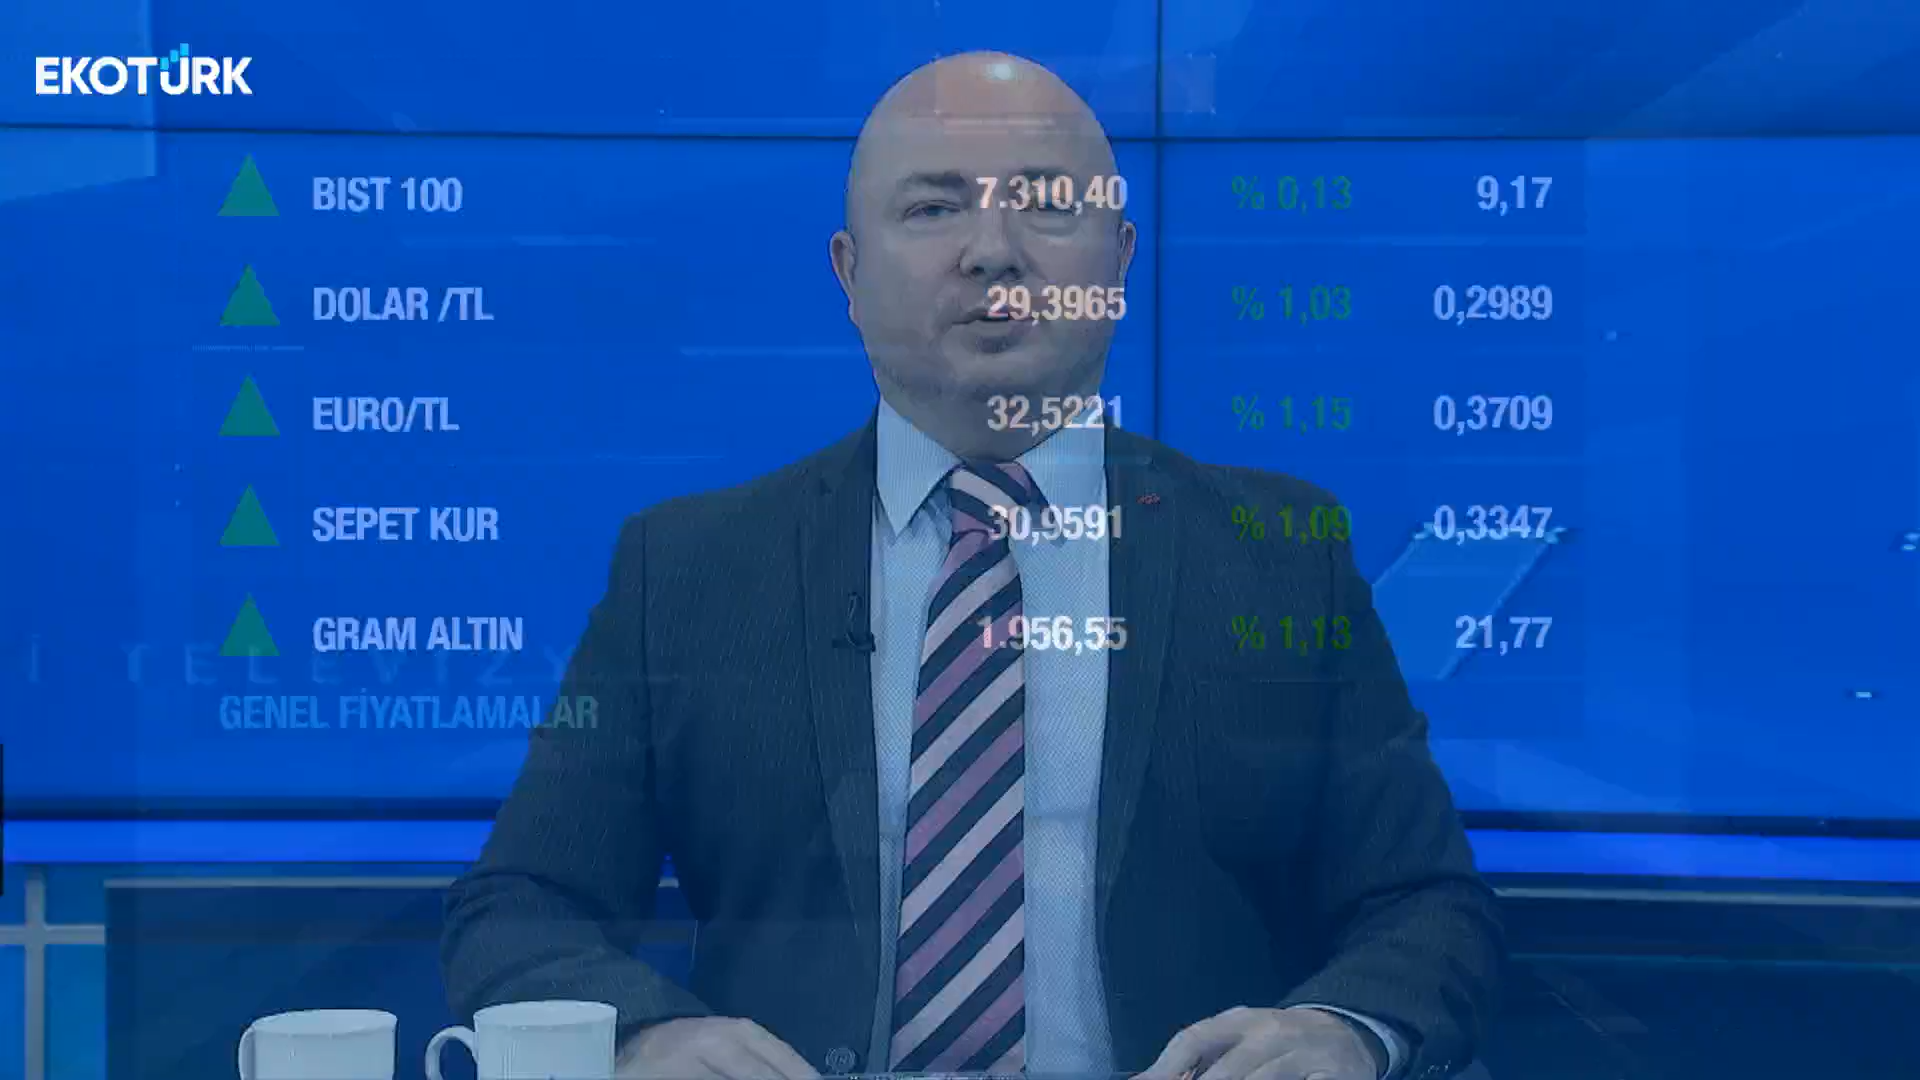 EKOTÜRK
BIST 100 7.310,40 % 0,13 9,17
DOLAR /TL 29,3965 % 1,03 0,2989
EURO/TL 32,5221 % 1,15 0,3709
SEPET KUR 30,9591 % 1,09 0,3347
GRAM ALTIN 1.956,55 % 1,13 21,77
İ TELEVİZY
GENEL FİYATLAMALAR